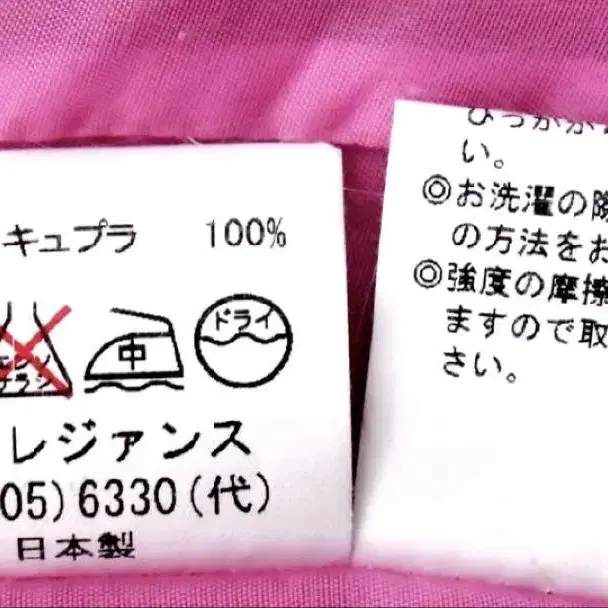 キュプラ 100%
中
ドライ
レジァンス
05) 6330 (代)
日本製
い。
◎お洗濯の際
の方法をお
◎強度の摩擦
ますので取
さい。